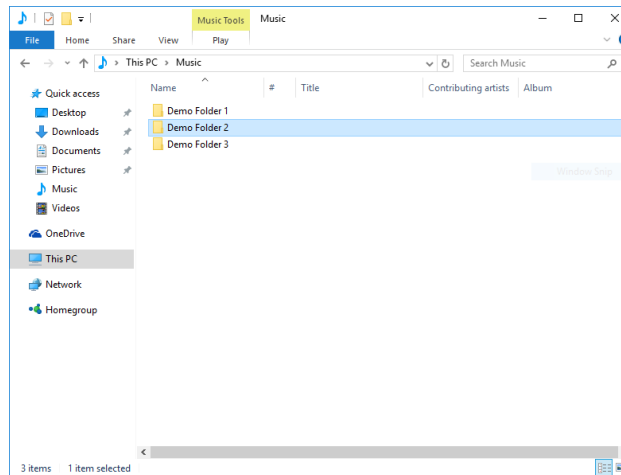 Music Tools Music
File Home Share View Play
This PC > Music
Search Music
Name # Title Contributing artists Album
Quick access
Desktop
Downloads
Documents
Pictures
Music
Videos
OneDrive
This PC
Network
Homegroup
Demo Folder 1
Demo Folder 2
Demo Folder 3
Window Snip
3 items 1 item selected